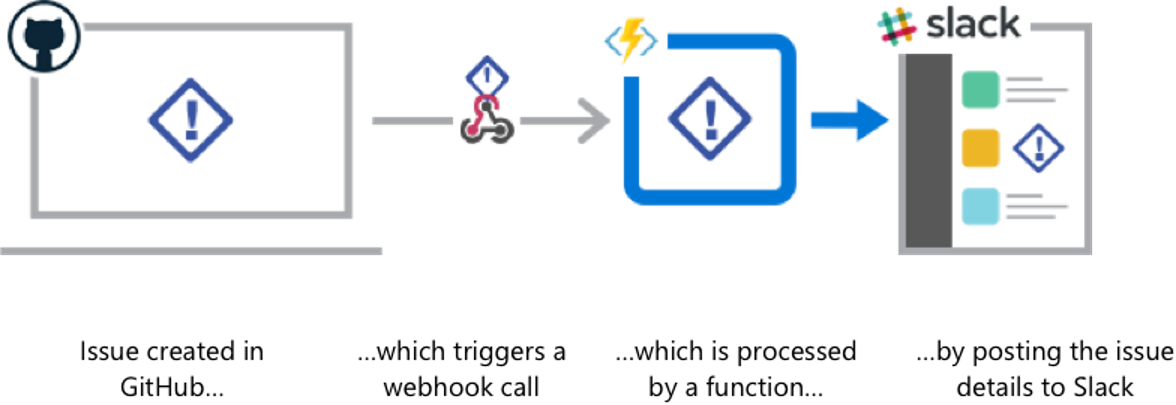 slack
Issue created in
GitHub...
...which triggers a
webhook call
...which is processed
by a function...
...by posting the issue
details to Slack